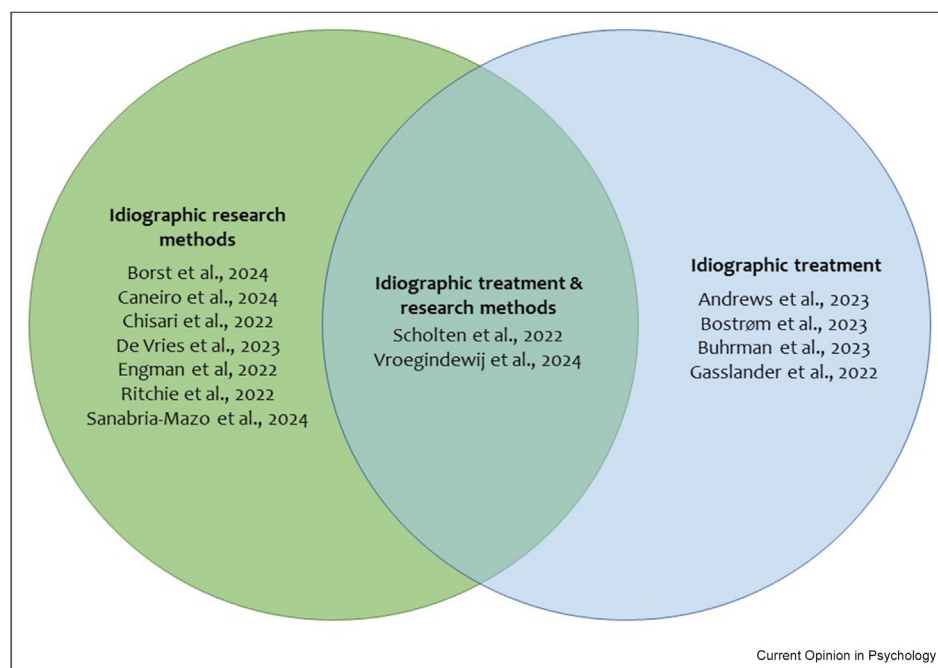 Idiographic research
methods
Borst et al., 2024
Caneiro et al., 2024
Chisari et al., 2022
De Vries et al., 2023
Engman et al, 2022
Ritchie et al., 2022
Sanabria-Mazo et al., 2024
Idiographic treatment &
research methods
Scholten et al., 2022
Vroegindewij et al., 2024
Idiographic treatment
Andrews et al., 2023
Bostrøm et al., 2023
Buhrman et al., 2023
Gasslander et al., 2022
Current Opinion in Psychology